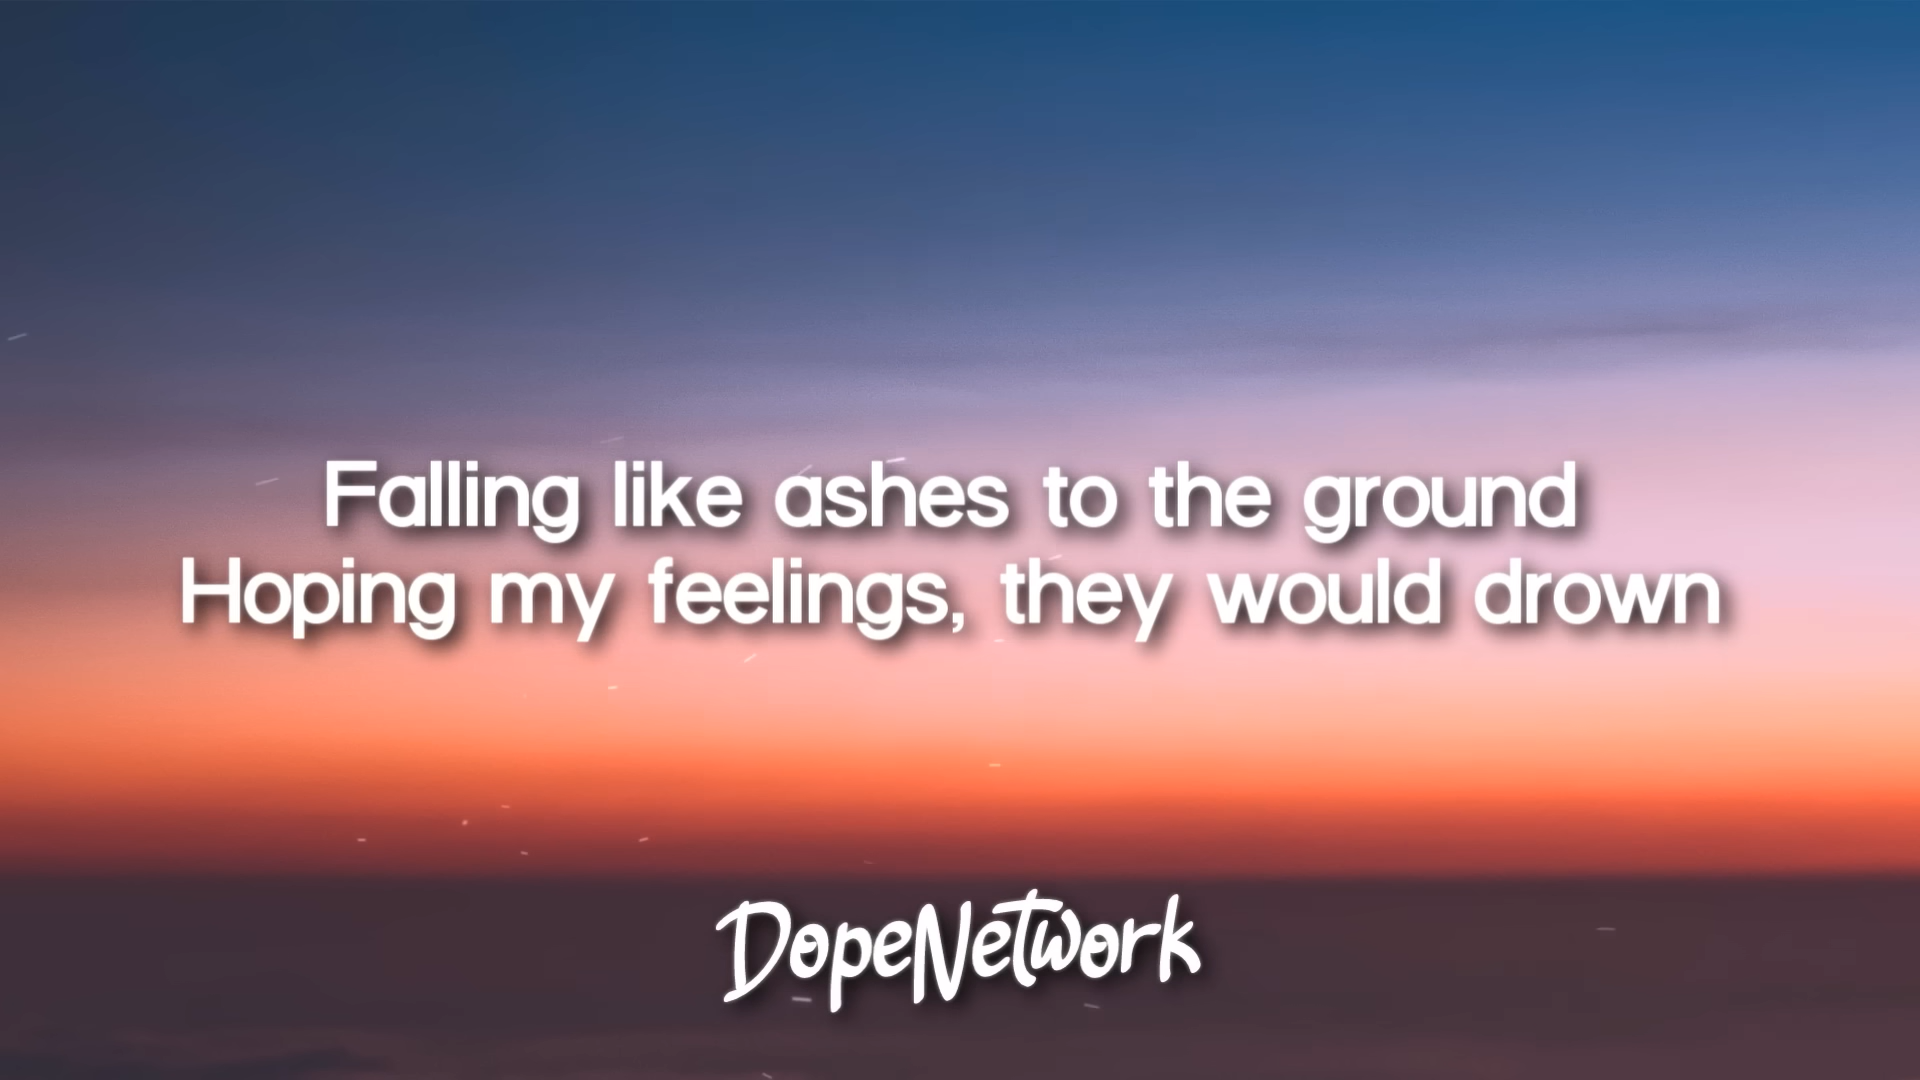 Falling like ashes to the ground
Hoping my feelings, they would drown
DopeNetwork